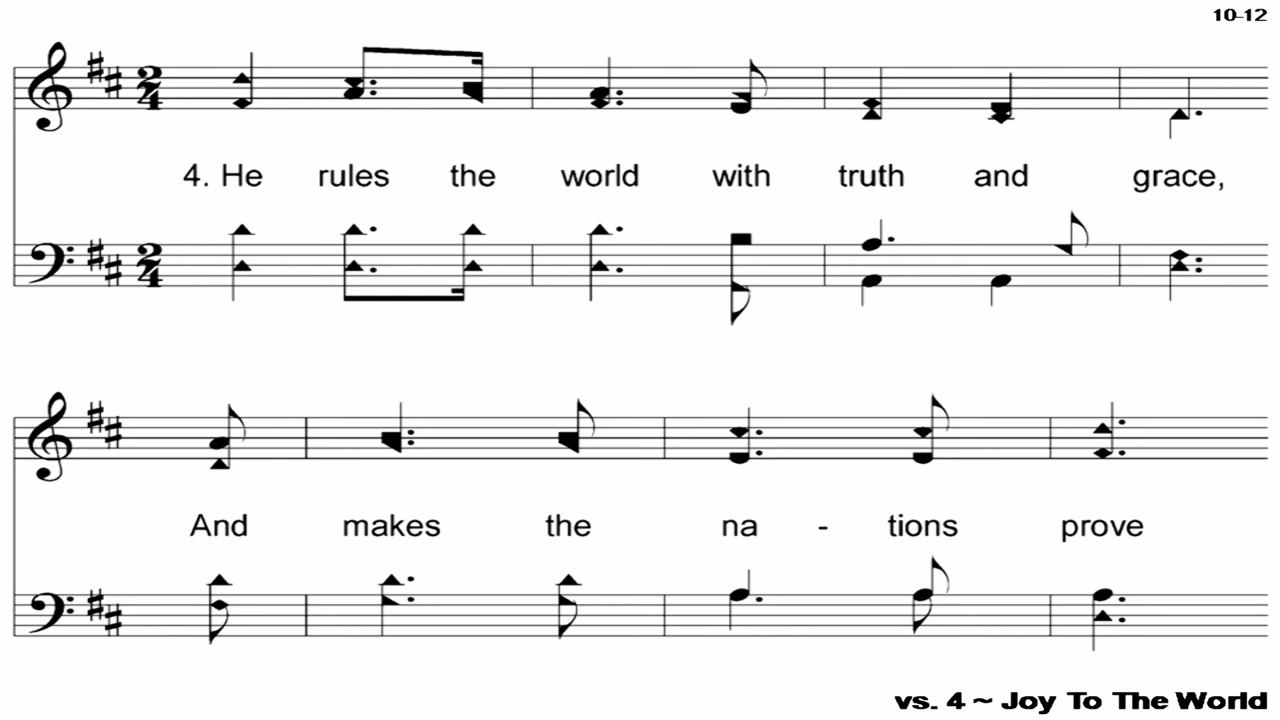 10-12
4. He rules the world with truth and grace,
And makes the na - tions prove
vs. 4 ~ Joy To The World